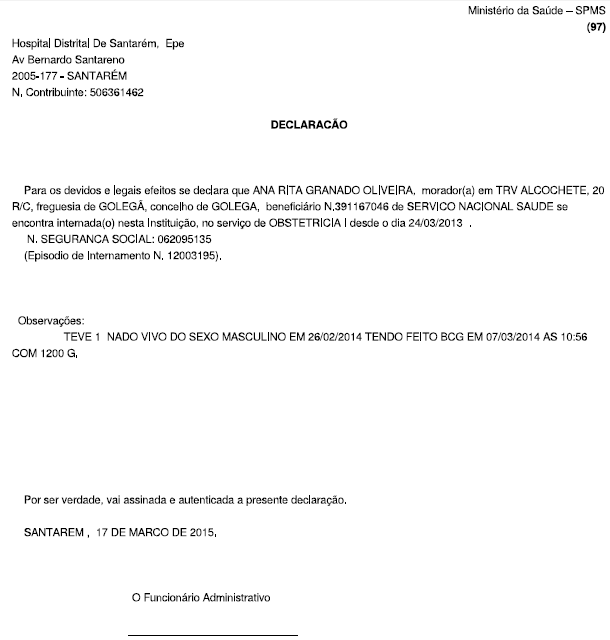 Ministério da Saúde – SPMS
(97)
Hospital Distrital De Santarém, Epe
Av Bernardo Santareno
2005-177 - SANTARÉM
N. Contribuinte: 506361462
DECLARACÃO
Para os devidos e legais efeitos se declara que ANA RITA GRANADO OLIVEIRA, morador(a) em TRV ALCOCHETE, 20
R/C, freguesia de GOLEGÃ, concelho de GOLEGA, beneficiário N.391167046 de SERVICO NACIONAL SAUDE se
encontra internada(o) nesta Instituição, no serviço de OBSTETRICIA I desde o dia 24/03/2013 .
N. SEGURANCA SOCIAL: 062095135
(Episodio de Internamento N. 12003195).
Observações:
TEVE 1 NADO VIVO DO SEXO MASCULINO EM 26/02/2014 TENDO FEITO BCG EM 07/03/2014 AS 10:56
COM 1200 G.
Por ser verdade, vai assinada e autenticada a presente declaração.
SANTAREM , 17 DE MARCO DE 2015.
O Funcionário Administrativo